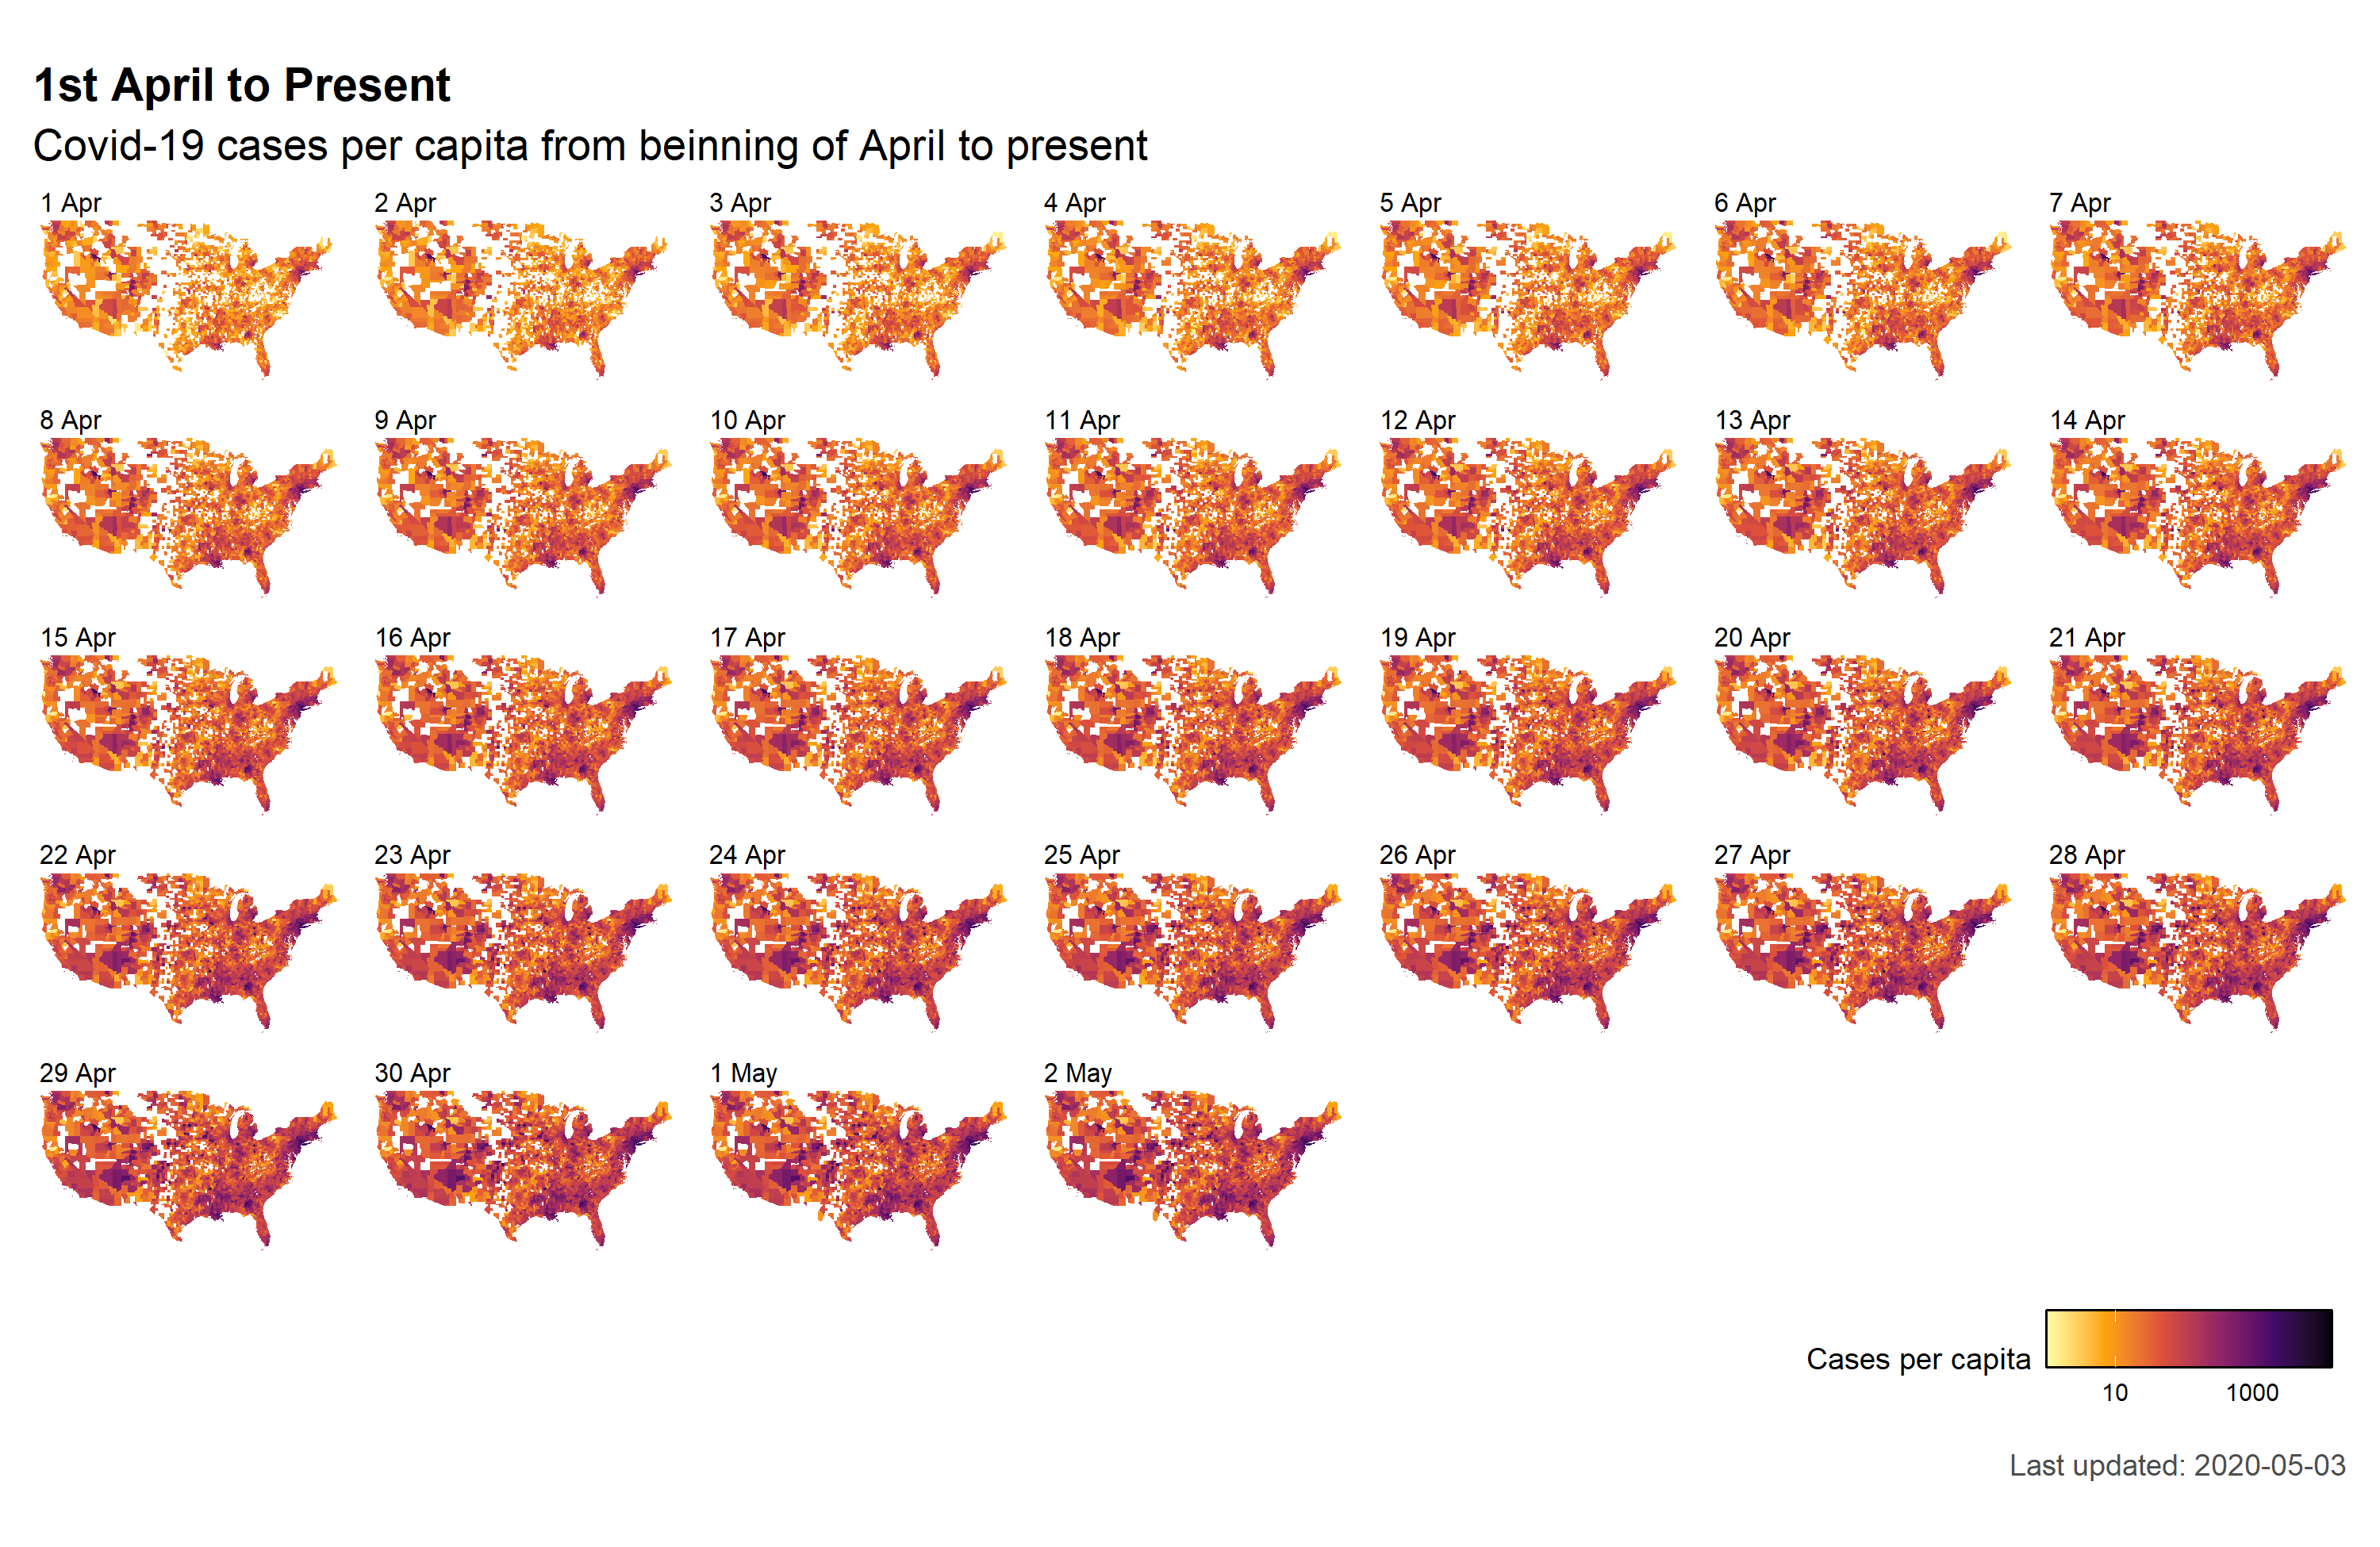 1st April to Present
Covid-19 cases per capita from beinning of April to present
1 Apr 2 Apr 3 Apr 4 Apr 5 Apr 6 Apr 7 Apr
8 Apr 9 Apr 10 Apr 11 Apr 12 Apr 13 Apr 14 Apr
15 Apr 16 Apr 17 Apr 18 Apr 19 Apr 20 Apr 21 Apr
22 Apr 23 Apr 24 Apr 25 Apr 26 Apr 27 Apr 28 Apr
29 Apr 30 Apr 1 May 2 May
Cases per capita
10 1000
Last updated: 2020-05-03